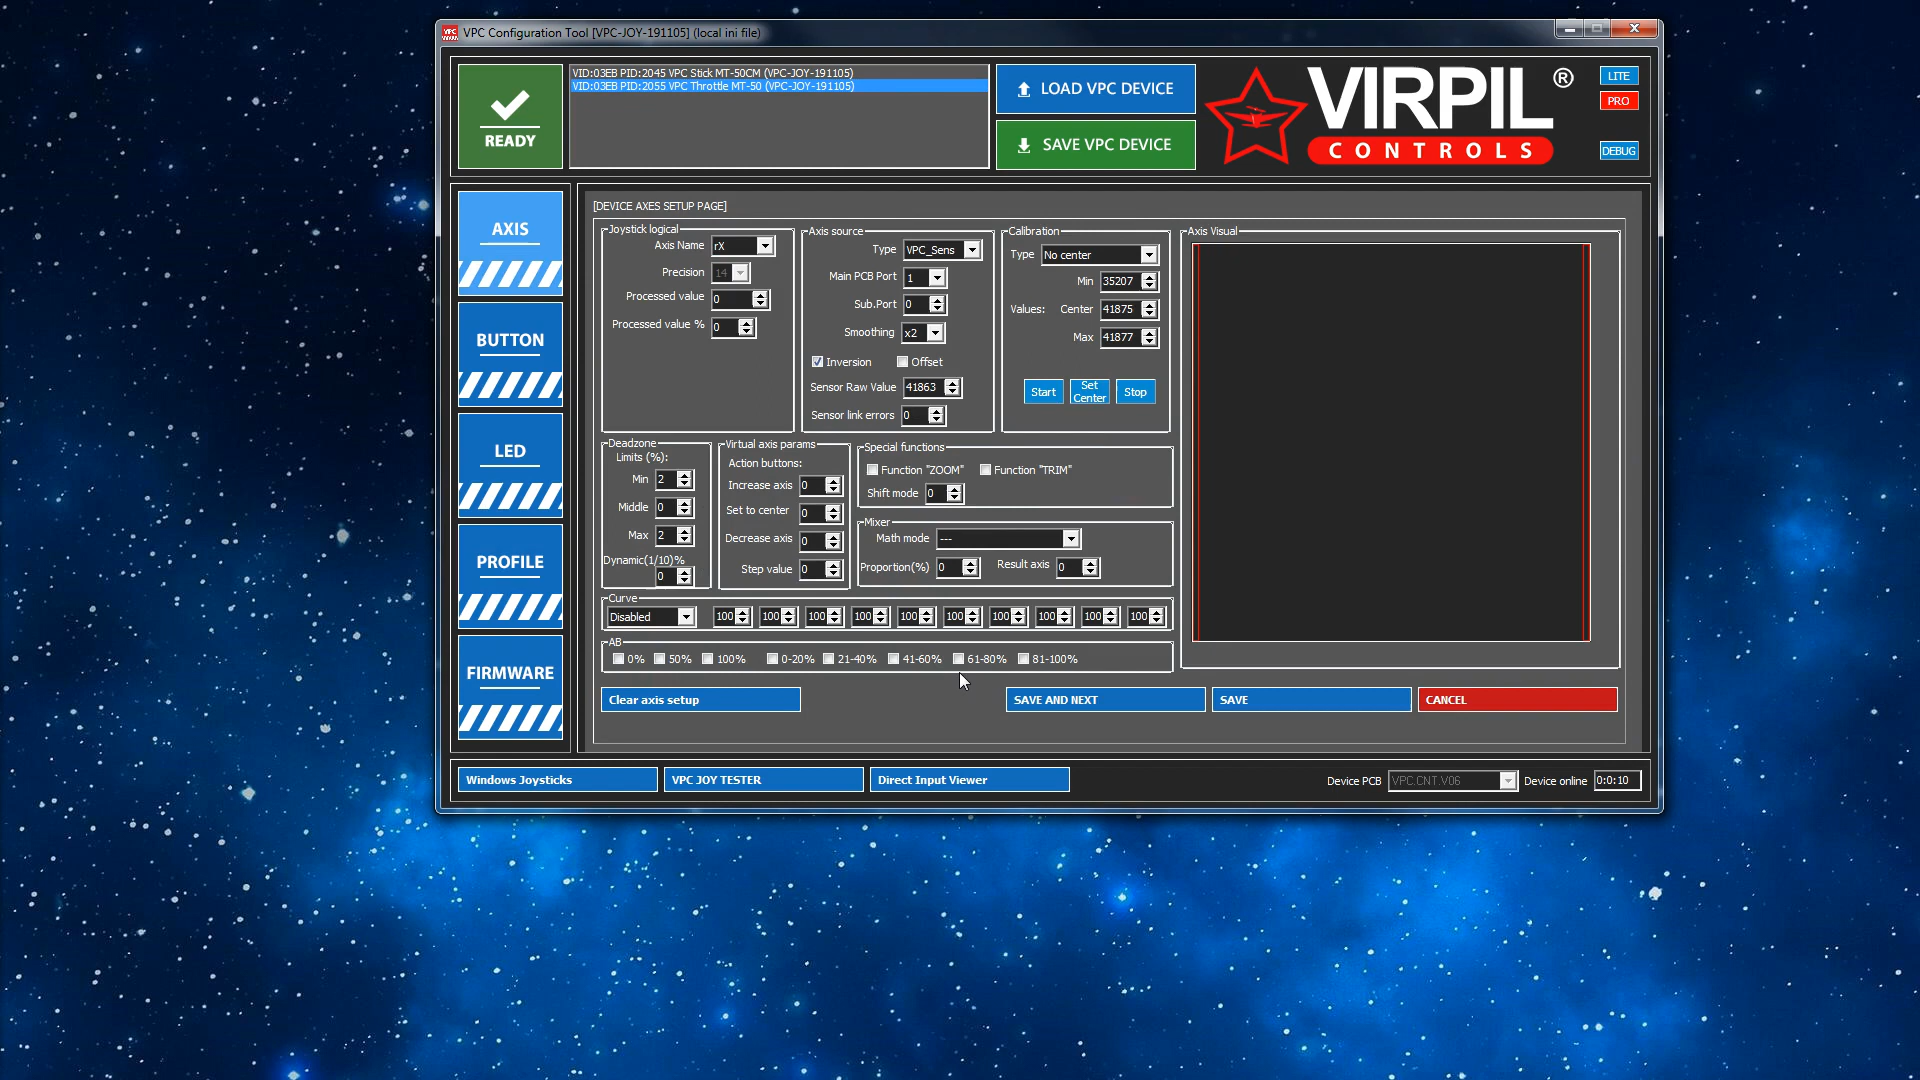 VPC Configuration Tool [VPC-JOY-191105] (local ini file)
READY
VID:03EB PID:2045 VPC Stick MT-50CM (VPC-JOY-191105)
VID:03EB PID:2055 VPC Throttle MT-50 (VPC-JOY-191105)
LOAD VPC DEVICE
SAVE VPC DEVICE
VIRPIL ®
CONTROLS
LITE
PRO
DEBUG
AXIS
BUTTON
LED
PROFILE
FIRMWARE
[DEVICE AXES SETUP PAGE]
Joystick logical
Axis Name rX
Precision 14
Processed value 0
Processed value % 0
Axis source
Type VPC_Sens
Main PCB Port 1
Sub.Port 0
Smoothing x2
Inversion Offset
Sensor Raw Value 41863
Sensor link errors 0
Calibration
Type No center
Min 35207
Values: Center 41875
Max 41877
Start Set Center Stop
Axis Visual
Deadzone
Limits (%):
Min 2
Middle 0
Max 2
Dynamic(1/10)%
0
Virtual axis params
Action buttons:
Increase axis 0
Set to center 0
Decrease axis 0
Step value 0
Special functions
Function "ZOOM" Function "TRIM"
Shift mode 0
Mixer
Math mode ---
Proportion(%) 0 Result axis 0
Curve
Disabled 100 100 100 100 100 100 100 100 100 100
AB
0% 50% 100% 0-20% 21-40% 41-60% 61-80% 81-100%
Clear axis setup
SAVE AND NEXT
SAVE
CANCEL
Windows Joysticks
VPC JOY TESTER
Direct Input Viewer
Device PCB VPC.CNT.V06 Device online 0:0:10